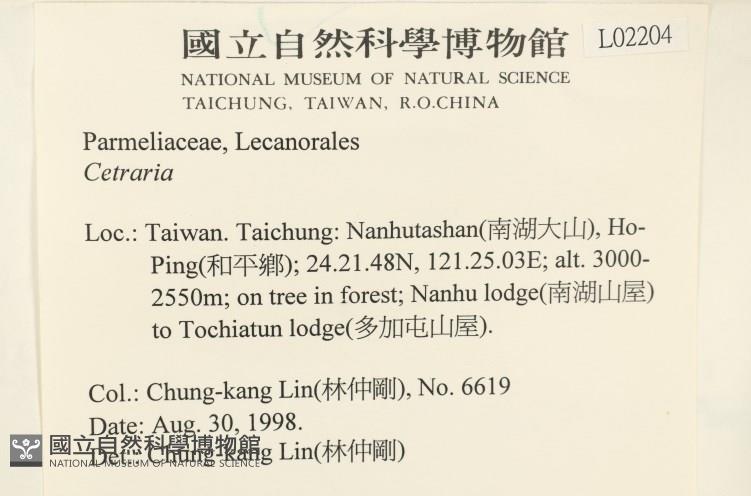 國立自然科學博物館
L02204
NATIONAL MUSEUM OF NATURAL SCIENCE
TAICHUNG, TAIWAN, R.O.CHINA
Parmeliaceae, Lecanorales
Cetraria
Loc.: Taiwan. Taichung: Nanhutashan(南湖大山), Ho-
Ping(和平鄉); 24.21.48N, 121.25.03E; alt. 3000-
2550m; on tree in forest; Nanhu lodge(南湖山屋)
to Tochiatun lodge(多加屯山屋).
Col.: Chung-kang Lin(林仲剛), No. 6619
Date: Aug. 30, 1998.
Det.: Chung-kang Lin(林仲剛)
國立自然科學博物館
NATIONAL MUSEUM OF NATURAL SCIENCE